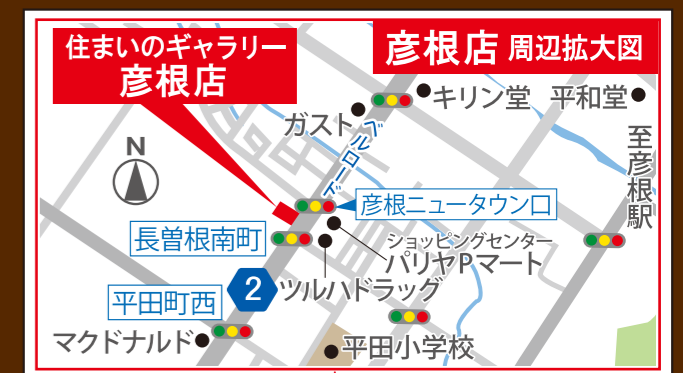 住まいのギャラリー
彦根店
彦根店 周辺拡大図
キリン堂
平和堂
ガスト
ベルロード
至彦根駅
N
彦根ニュータウン口
長曽根南町
ショッピングセンター
パリヤPマート
2
ツルハドラッグ
平田町西
マクドナルド
平田小学校